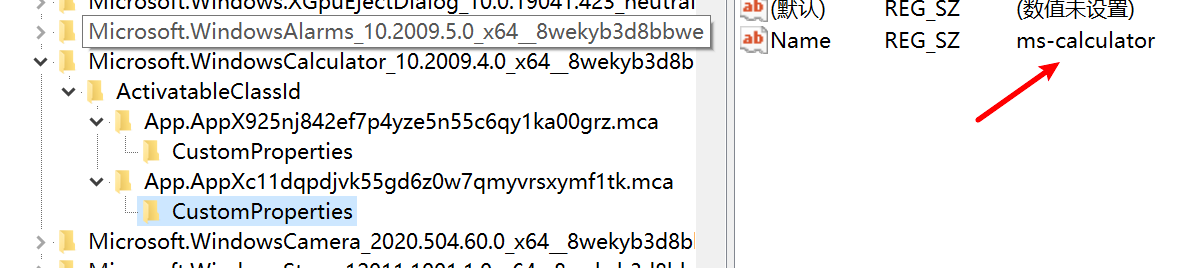 Microsoft.XGpuEjectDialog_10.0.19041.423_neutral
Microsoft.WindowsAlarms_10.2009.5.0_x64__8wekyb3d8bbwe
Microsoft.WindowsCalculator_10.2009.4.0_x64__8wekyb3d8b
ActivatableClassId
App.AppX925nj842ef7p4yze5n55c6qy1ka00grz.mca
CustomProperties
App.AppXc11dqpdjvk55gd6z0w7qmyvrsxymf1tk.mca
CustomProperties
Microsoft.WindowsCamera_2020.504.60.0_x64__8wekyb3d8b
ab (默认) REG_SZ (数值未设置)
ab Name REG_SZ ms-calculator